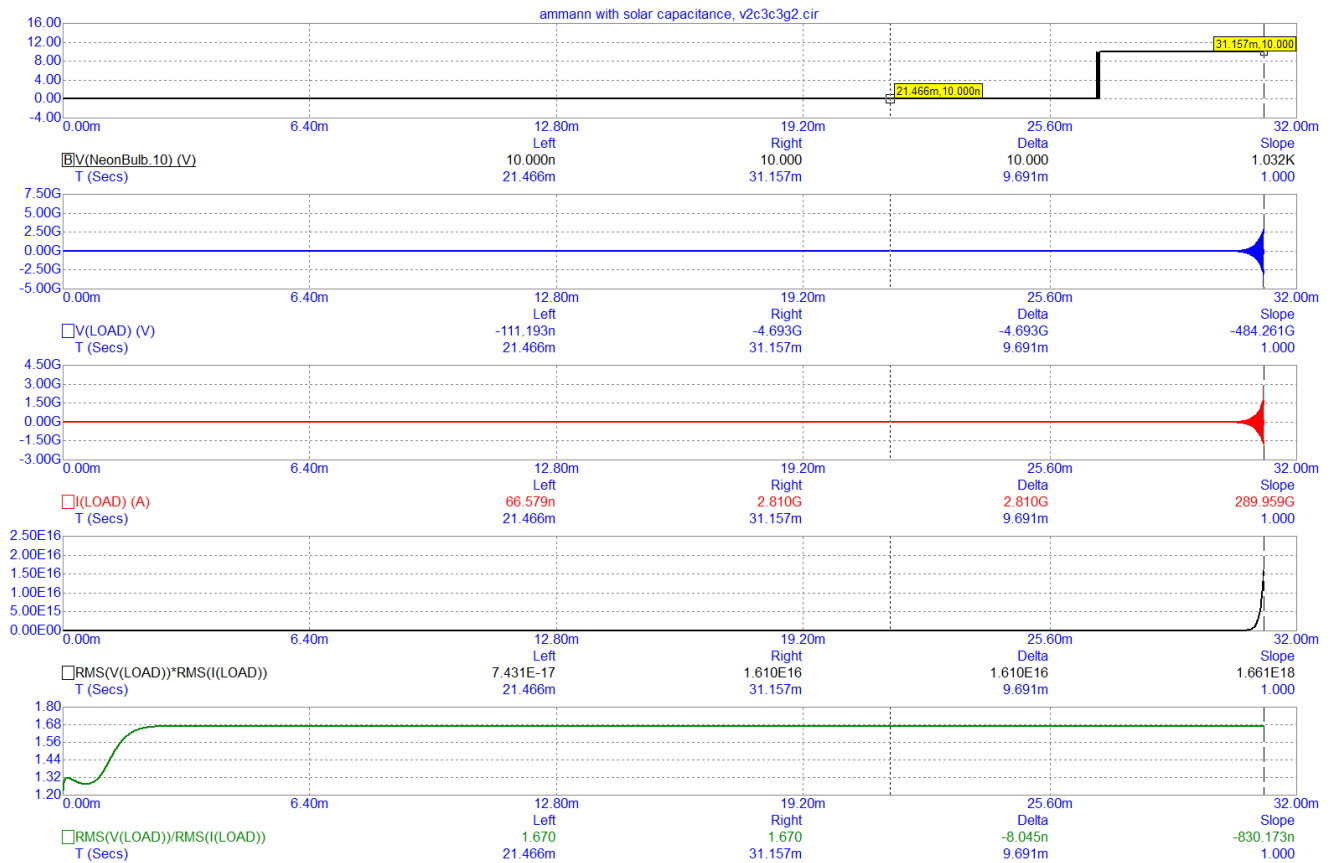 ammann with solar capacitance, v2c3c3g2.cir
16.00
12.00
8.00
4.00
0.00
-4.00
31.157m,10.000
21.466m,10.000n
0.00m 6.40m 12.80m 19.20m 25.60m 32.00m
Left Right Delta Slope
B V(NeonBulb.10) (V) 10.000n 10.000 10.000 1.032K
T (Secs) 21.466m 31.157m 9.691m 1.000
7.50G
5.00G
2.50G
0.00G
-2.50G
-5.00G
0.00m 6.40m 12.80m 19.20m 25.60m 32.00m
Left Right Delta Slope
V(LOAD) (V) -111.193n -4.693G -4.693G -484.261G
T (Secs) 21.466m 31.157m 9.691m 1.000
4.50G
3.00G
1.50G
0.00G
-1.50G
-3.00G
0.00m 6.40m 12.80m 19.20m 25.60m 32.00m
Left Right Delta Slope
I(LOAD) (A) 66.579n 2.810G 2.810G 289.959G
T (Secs) 21.466m 31.157m 9.691m 1.000
2.50E16
2.00E16
1.50E16
1.00E16
5.00E15
0.00E00
0.00m 6.40m 12.80m 19.20m 25.60m 32.00m
Left Right Delta Slope
RMS(V(LOAD))*RMS(I(LOAD)) 7.431E-17 1.610E16 1.610E16 1.661E18
T (Secs) 21.466m 31.157m 9.691m 1.000
1.80
1.68
1.56
1.44
1.32
1.20
0.00m 6.40m 12.80m 19.20m 25.60m 32.00m
Left Right Delta Slope
RMS(V(LOAD))/RMS(I(LOAD)) 1.670 1.670 -8.045n -830.173n
T (Secs) 21.466m 31.157m 9.691m 1.000